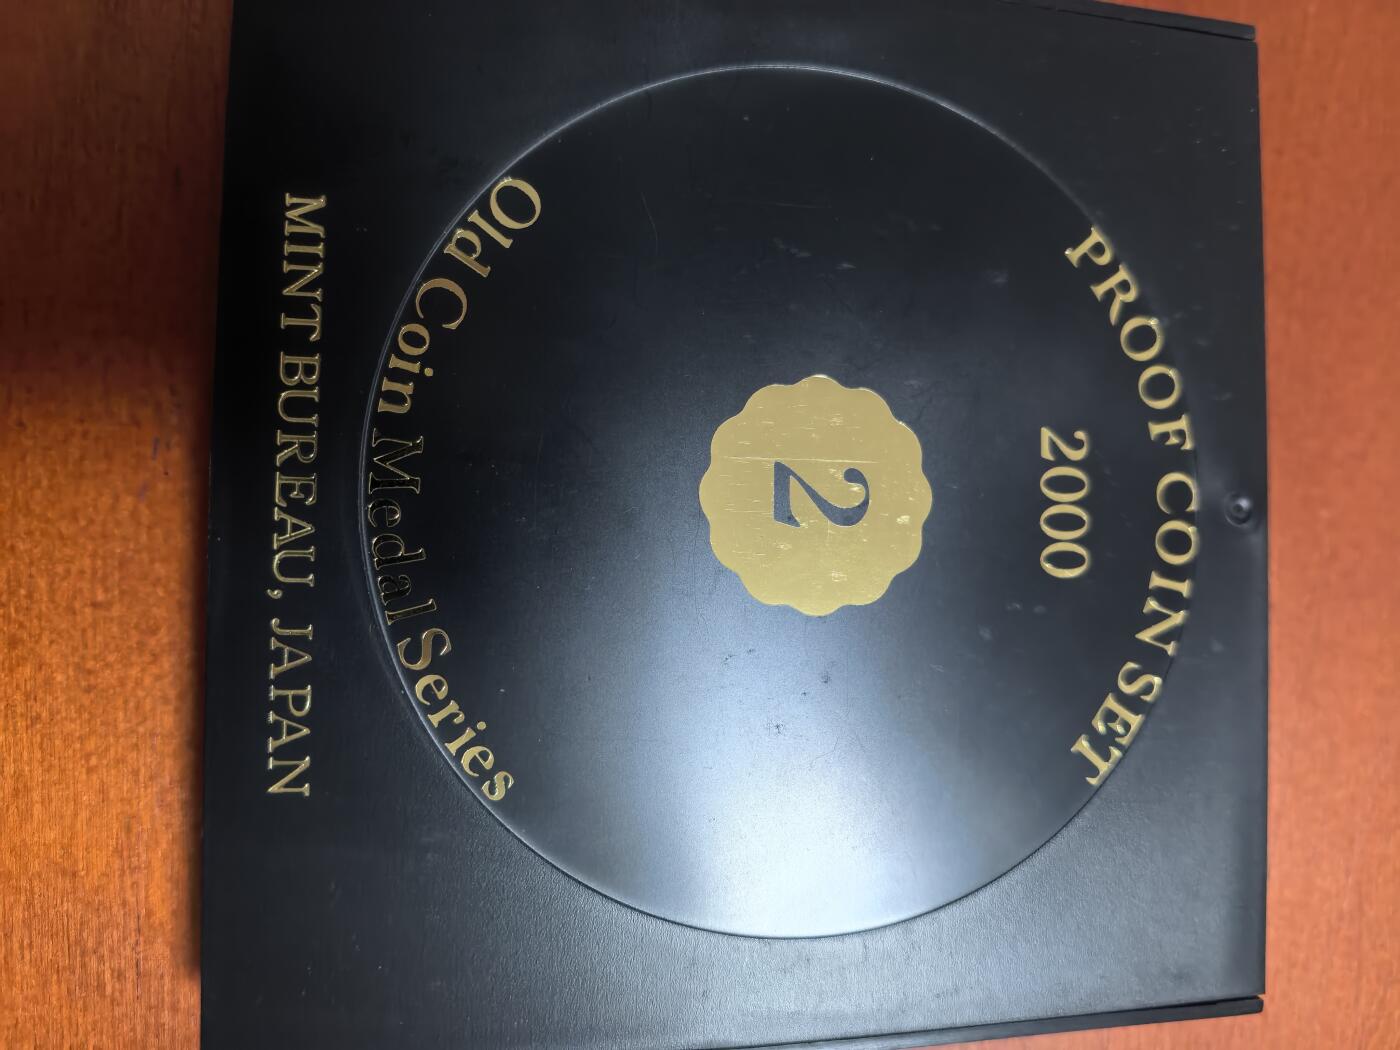 PROOF COIN SET
2000
2
Old Coin Medal Series
MINT BUREAU, JAPAN